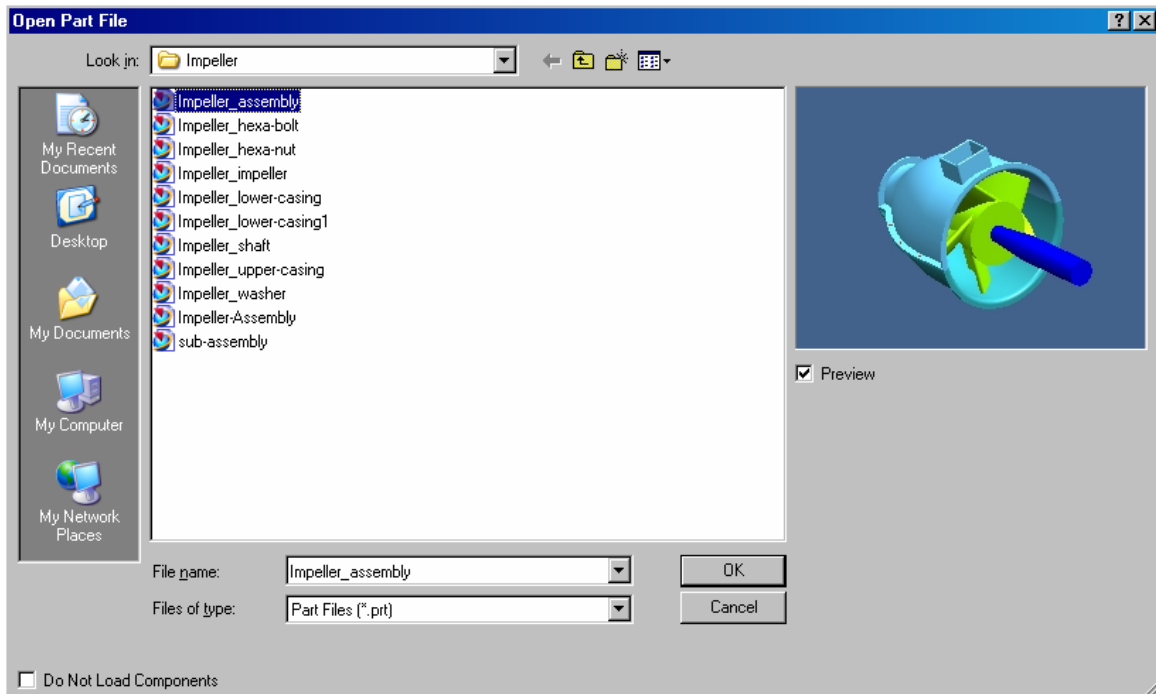 Open Part File
Look in:
Impeller
My Recent
Documents
Desktop
My Documents
My Computer
My Network
Places
Impeller_assembly
Impeller_hexa-bolt
Impeller_hexa-nut
Impeller_impeller
Impeller_lower-casing
Impeller_lower-casing1
Impeller_shaft
Impeller_upper-casing
Impeller_washer
Impeller-Assembly
sub-assembly
Preview
File name:
Impeller_assembly
OK
Files of type:
Part Files (*.prt)
Cancel
Do Not Load Components